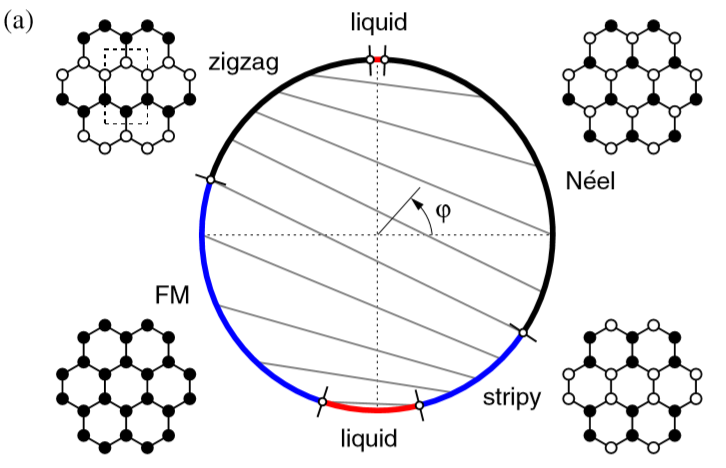 (a)
liquid
zigzag
Néel
φ
FM
stripy
liquid